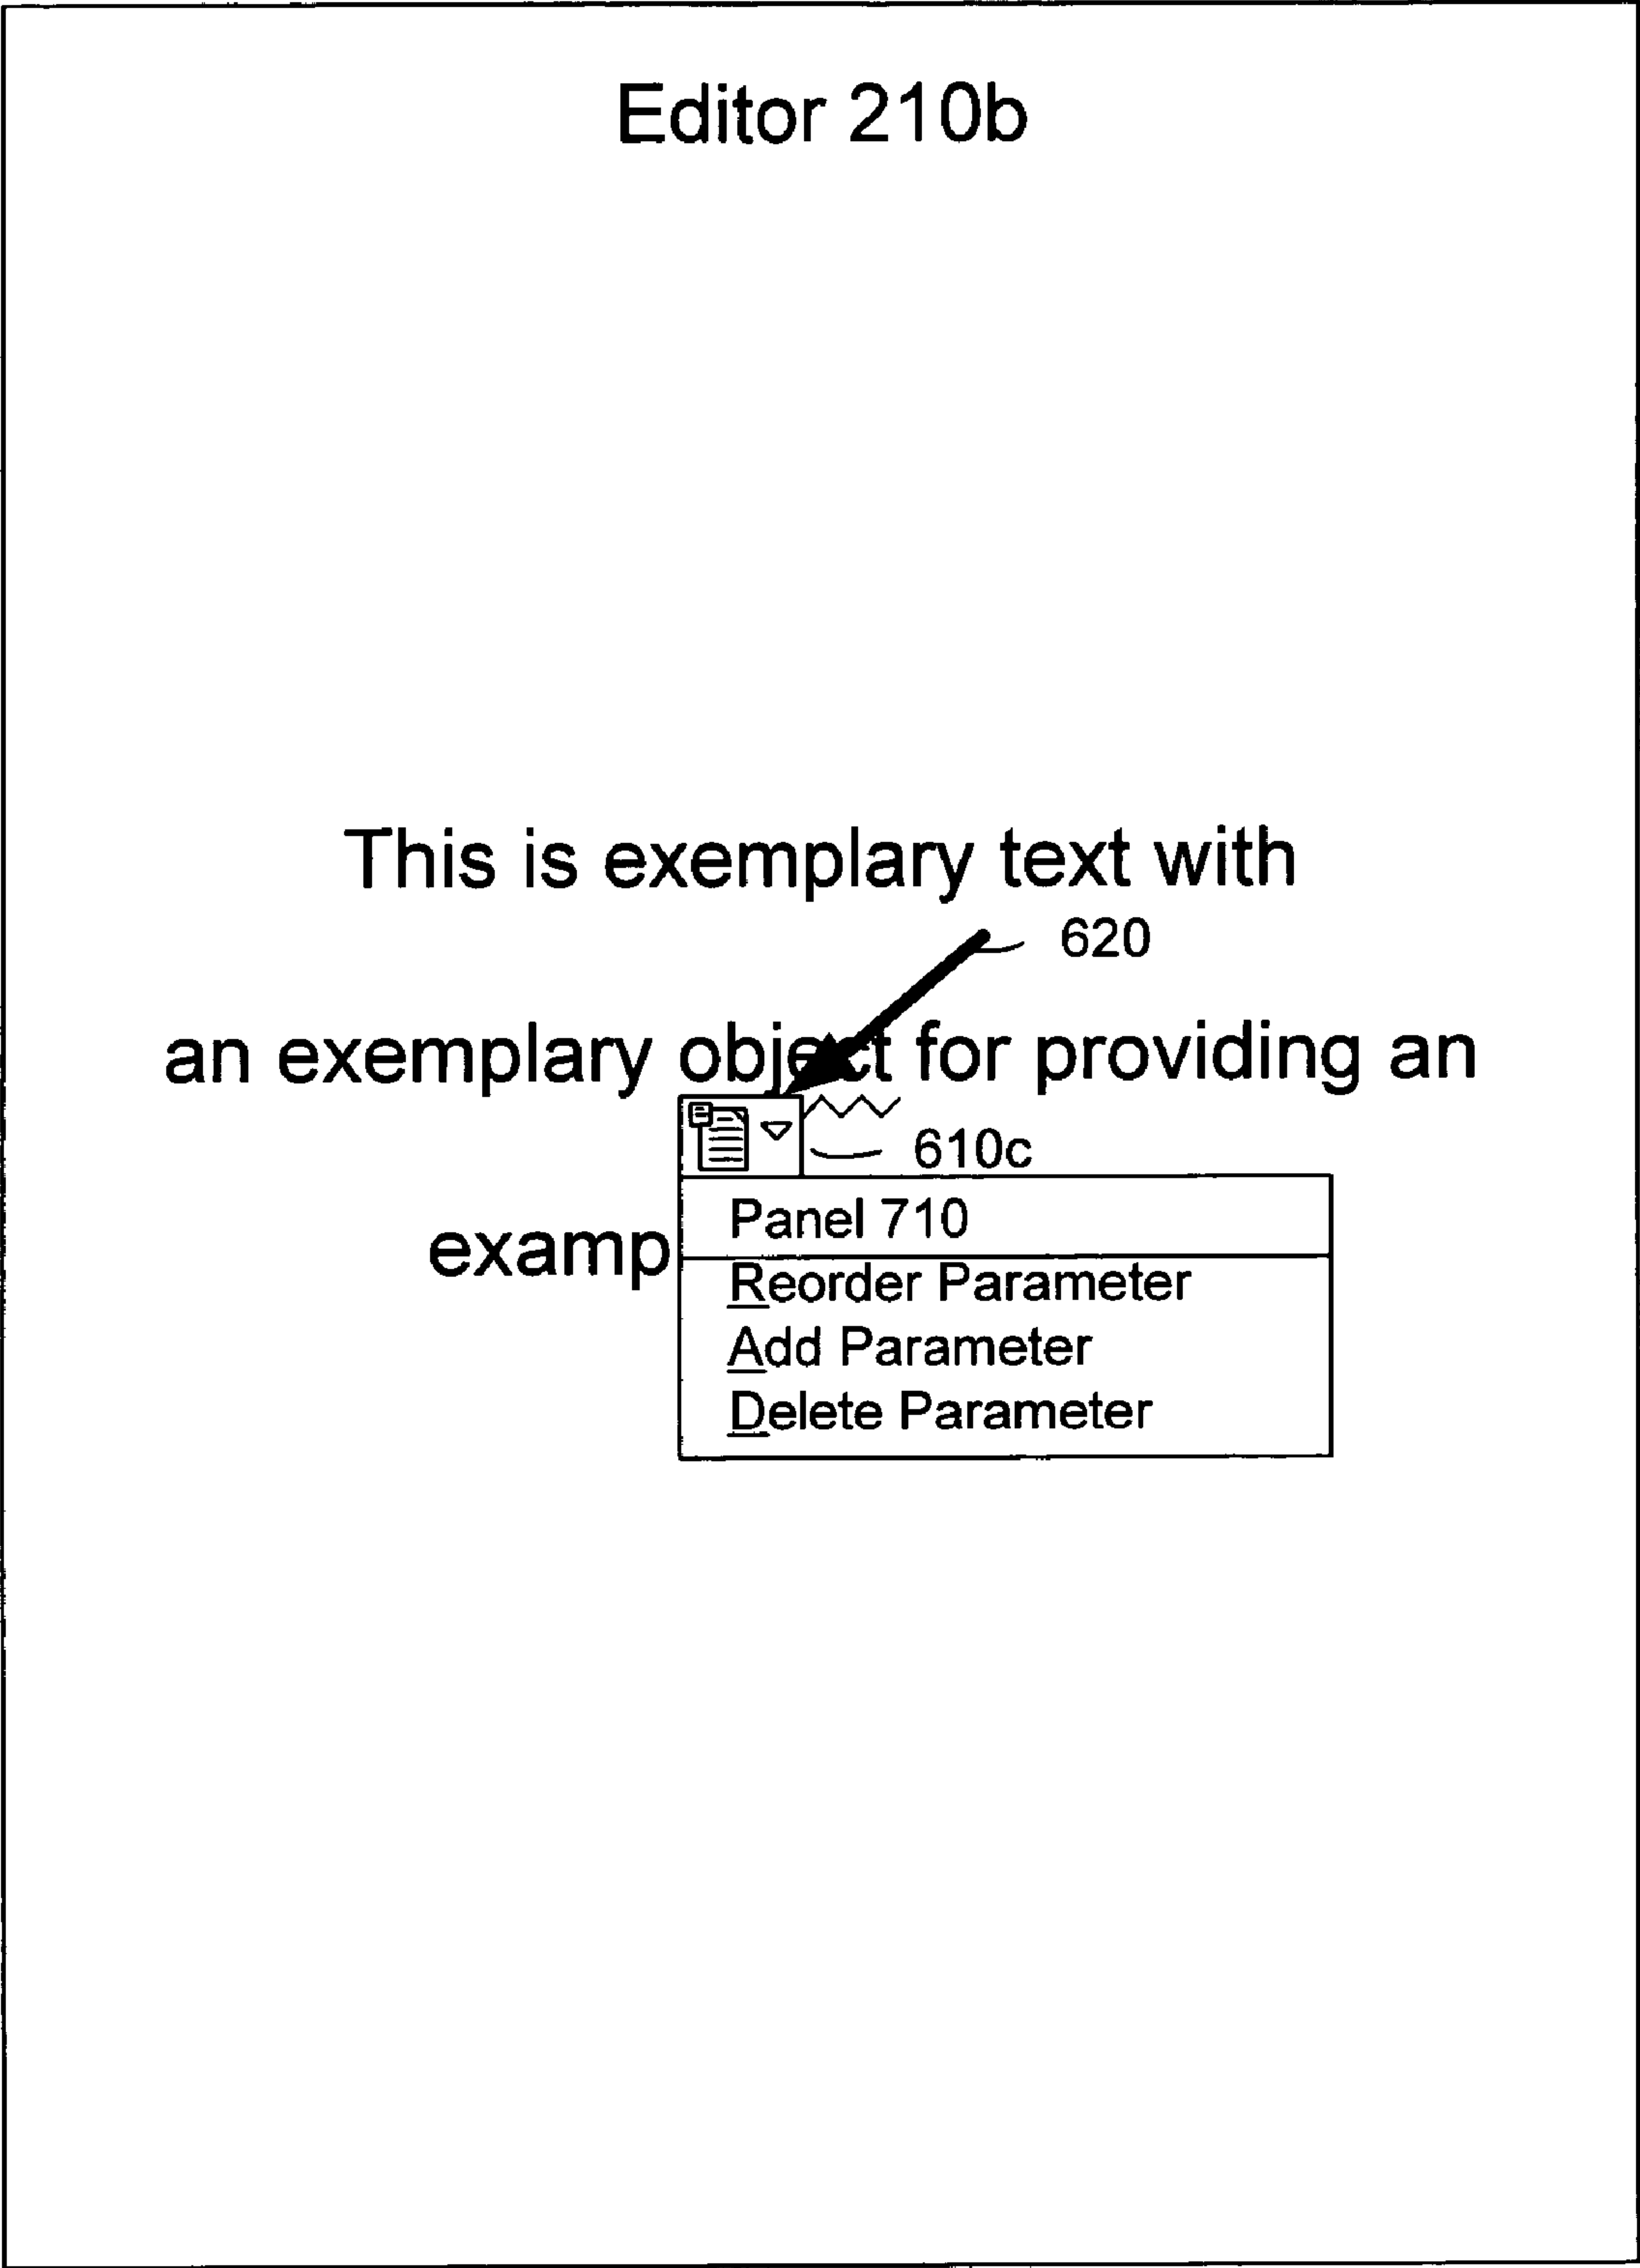 Editor 210b
This is exemplary text with
620
an exemplary object for providing an
610c
Panel 710
examp
Reorder Parameter
Add Parameter
Delete Parameter